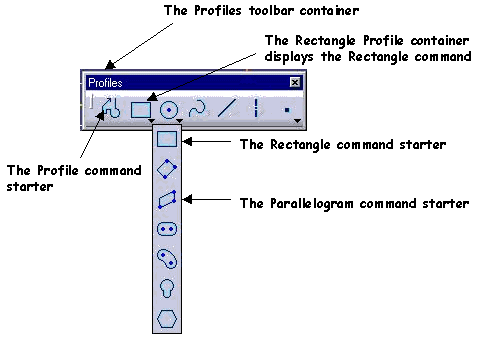 The Profiles toolbar container
The Rectangle Profile container
displays the Rectangle command
Profiles
The Rectangle command starter
The Profile command
starter
The Parallelogram command starter